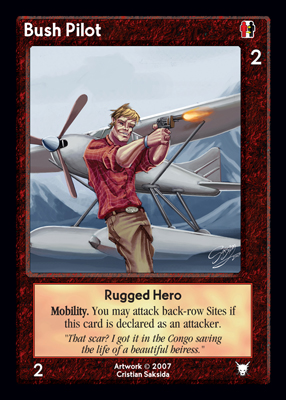 Bush Pilot
2
Rugged Hero
Mobility. You may attack back-row Sites if
this card is declared as an attacker.
"That scar? I got it in the Congo saving
the life of a beautiful heiress."
2
Artwork © 2007
Cristian Saksida